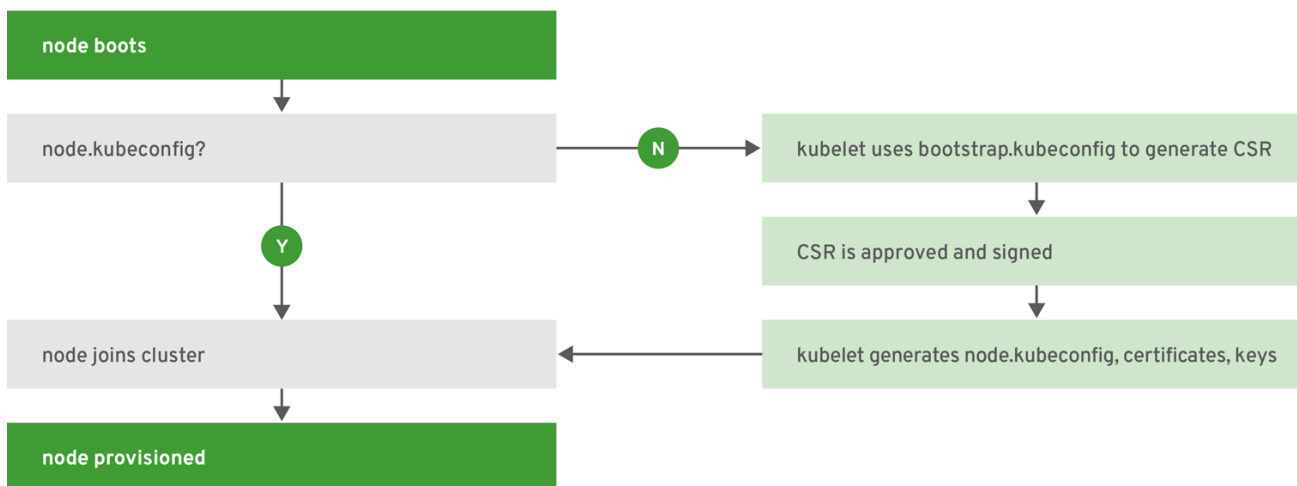 node boots
node.kubeconfig?
N
kubelet uses bootstrap.kubeconfig to generate CSR
Y
CSR is approved and signed
node joins cluster
kubelet generates node.kubeconfig, certificates, keys
node provisioned